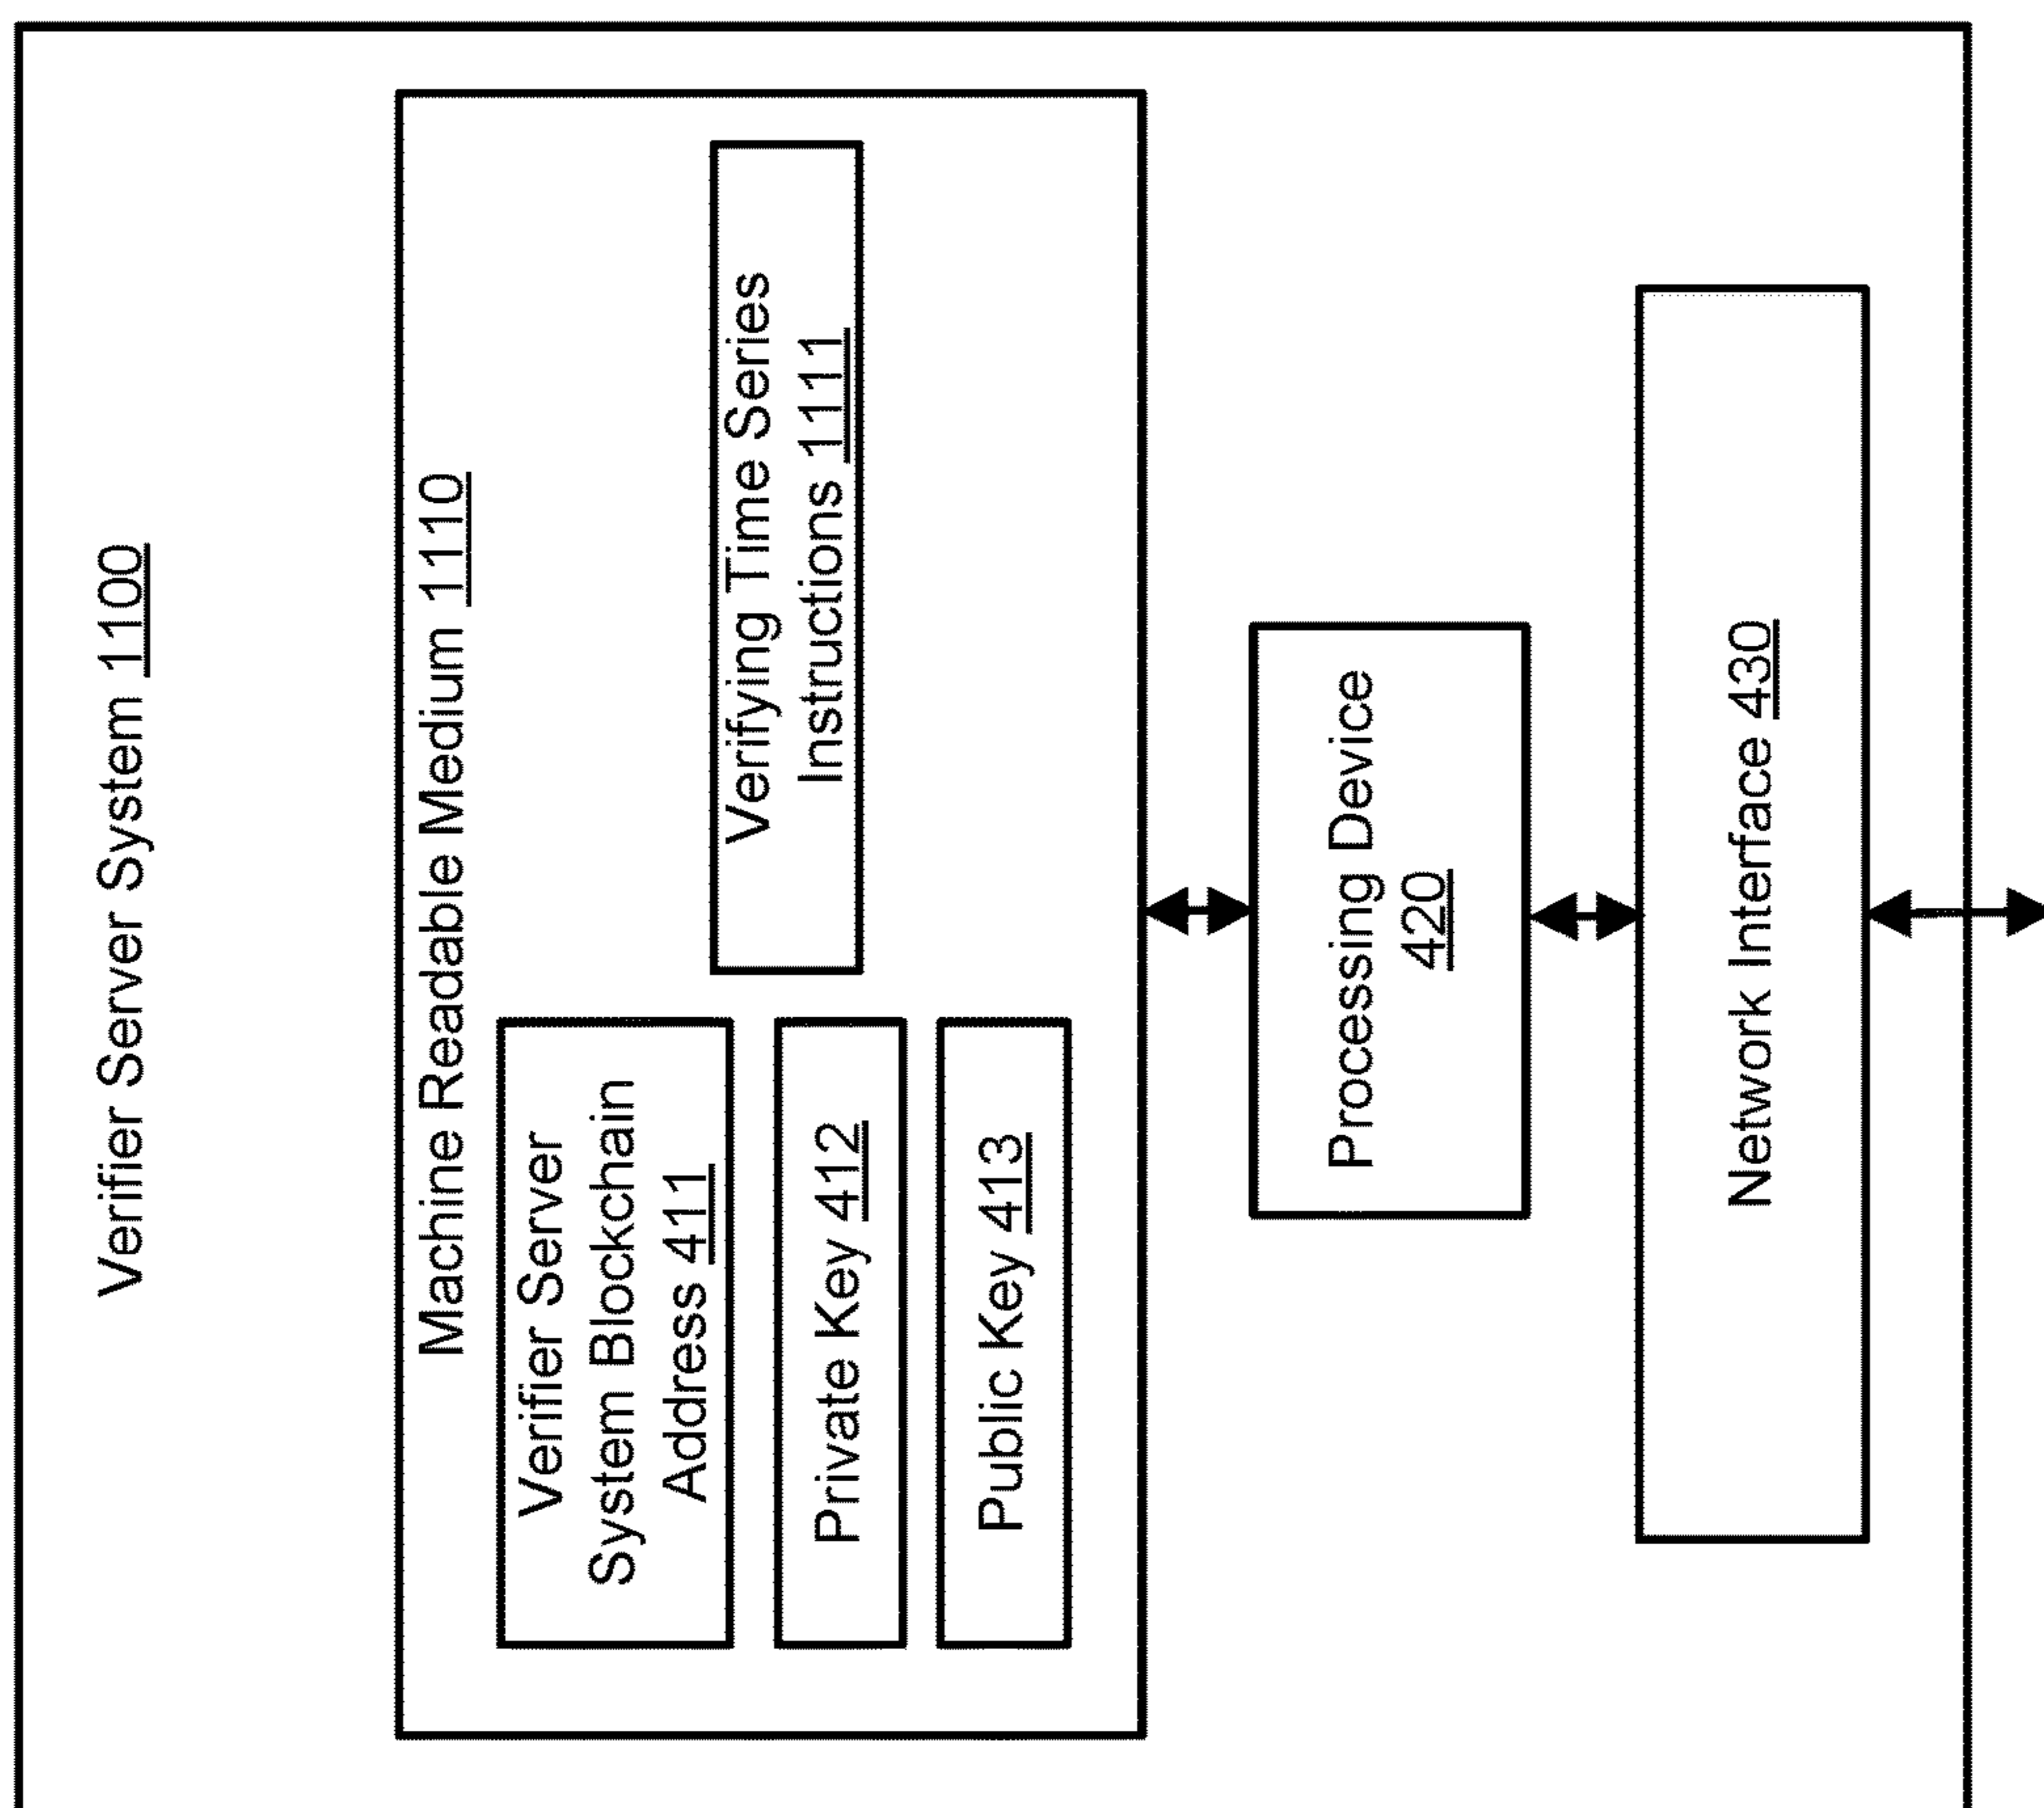 Verifier Server System 1100
Machine Readable Medium 1110
Verifier Server
System Blockchain
Address 411
Private Key 412
Public Key 413
Verifying Time Series
Instructions 1111
Processing Device
420
Network Interface 430